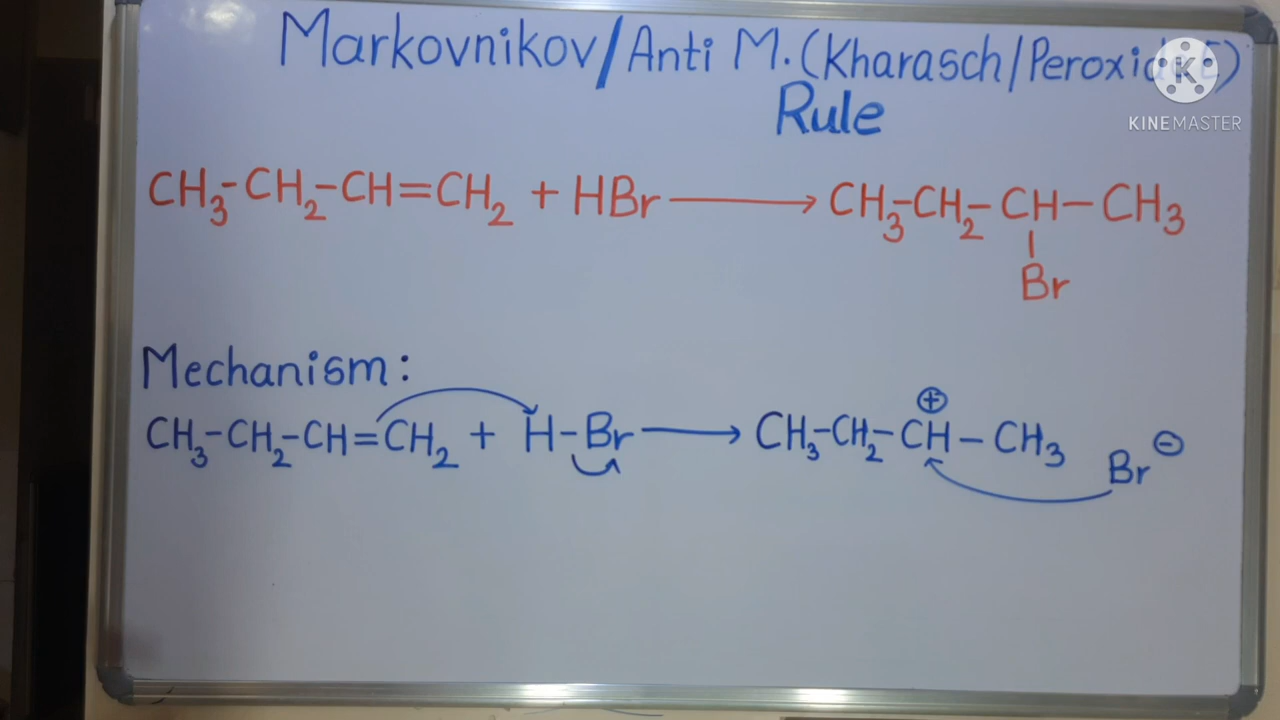 Markovnikov/Anti M. (Kharasch/Peroxid
KINEMASTER
Rule
CH₃-CH₂-CH=CH₂ + HBr ⟶ CH₃-CH₂-CH-CH₃
Br
Mechanism:
CH₃-CH₂-CH=CH₂ + H-Br ⟶ CH₃-CH₂-CH-CH₃ Br⊖
⊕